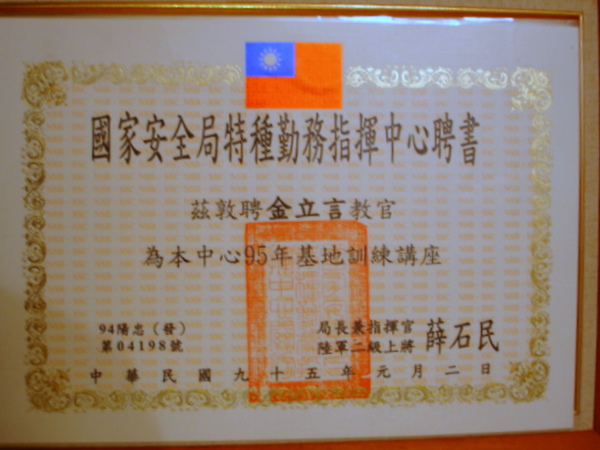 國家安全局特種勤務指揮中心聘書
茲敦聘金立言教官
為本中心95年基地訓練講座
94陽忠(發)
第04198號
局長兼指揮官
陸軍二級上將 薛石民
中華民國九十五年元月二日